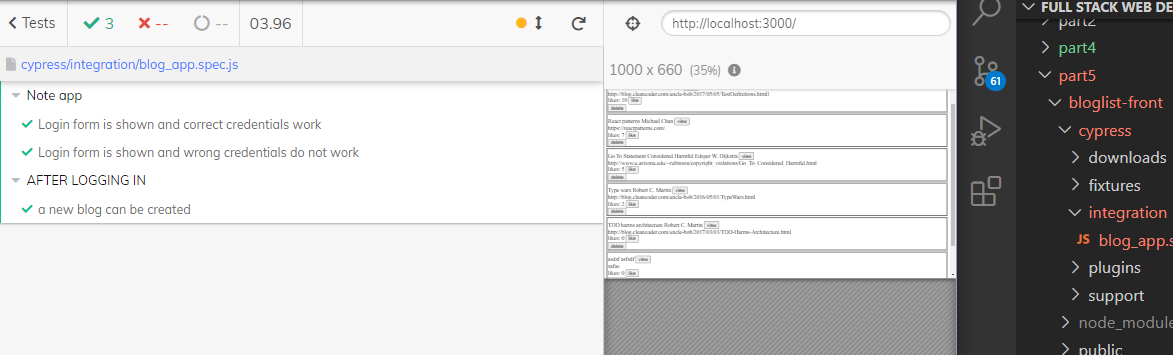 Tests
3
--
--
03.96
cypress/integration/blog_app.spec.js
Note app
Login form is shown and correct credentials work
Login form is shown and wrong credentials do not work
AFTER LOGGING IN
a new blog can be created
http://localhost:3000/
1000 x 660 (35%)
http://blog.cleancoder.com/uncle-bob/2017/05/05/TestDefinitions.htmll
likes: 10 like
delete
React patterns Michael Chan view
https://reactpatterns.com/
likes: 7 like
delete
Go To Statement Considered Harmful Edsger W. Dijkstra view
http://www.u.arizona.edu/~rubinson/copyright_violations/Go_To_Considered_Harmful.html
likes: 5 like
delete
Type wars Robert C. Martin view
http://blog.cleancoder.com/uncle-bob/2016/05/01/TypeWars.html
likes: 2 like
delete
TDD harms architecture Robert C. Martin view
http://blog.cleancoder.com/uncle-bob/2017/03/03/TDD-Harms-Architecture.html
likes: 0 like
delete
view
likes: 0 like
FULL STACK WEB DE
part2
part4
part5
bloglist-front
cypress
downloads
fixtures
integration
JS blog_app.s
plugins
support
node_module
public
61